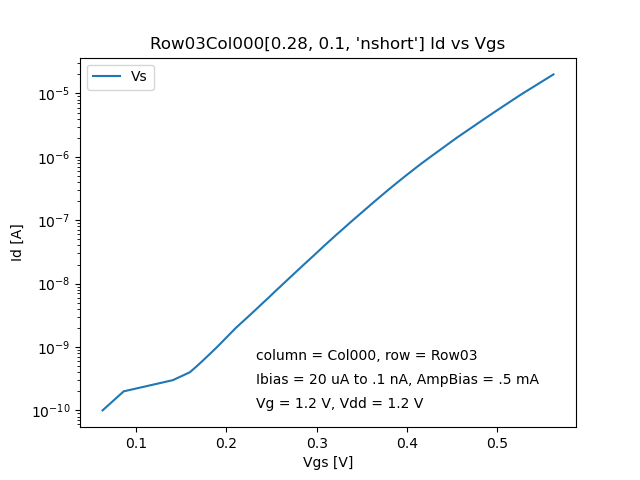 Row03Col000[0.28, 0.1, 'nshort'] Id vs Vgs
Vs
10⁻⁵
10⁻⁶
10⁻⁷
10⁻⁸
10⁻⁹
10⁻¹⁰
Id [A]
column = Col000, row = Row03
Ibias = 20 uA to .1 nA, AmpBias = .5 mA
Vg = 1.2 V, Vdd = 1.2 V
0.1 0.2 0.3 0.4 0.5
Vgs [V]